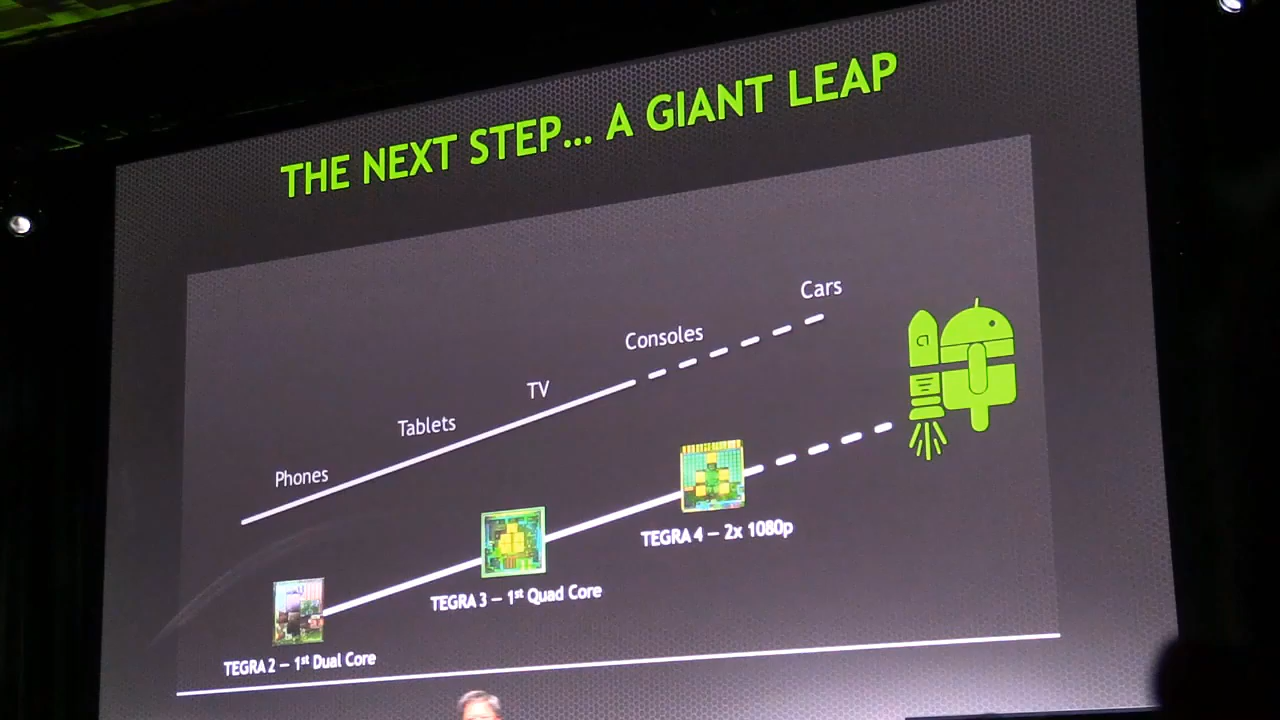 THE NEXT STEP... A GIANT LEAP
Cars
Consoles
TV
Tablets
Phones
TEGRA 4 – 2x 1080p
TEGRA 3 – 1st Quad Core
TEGRA 2 – 1st Dual Core